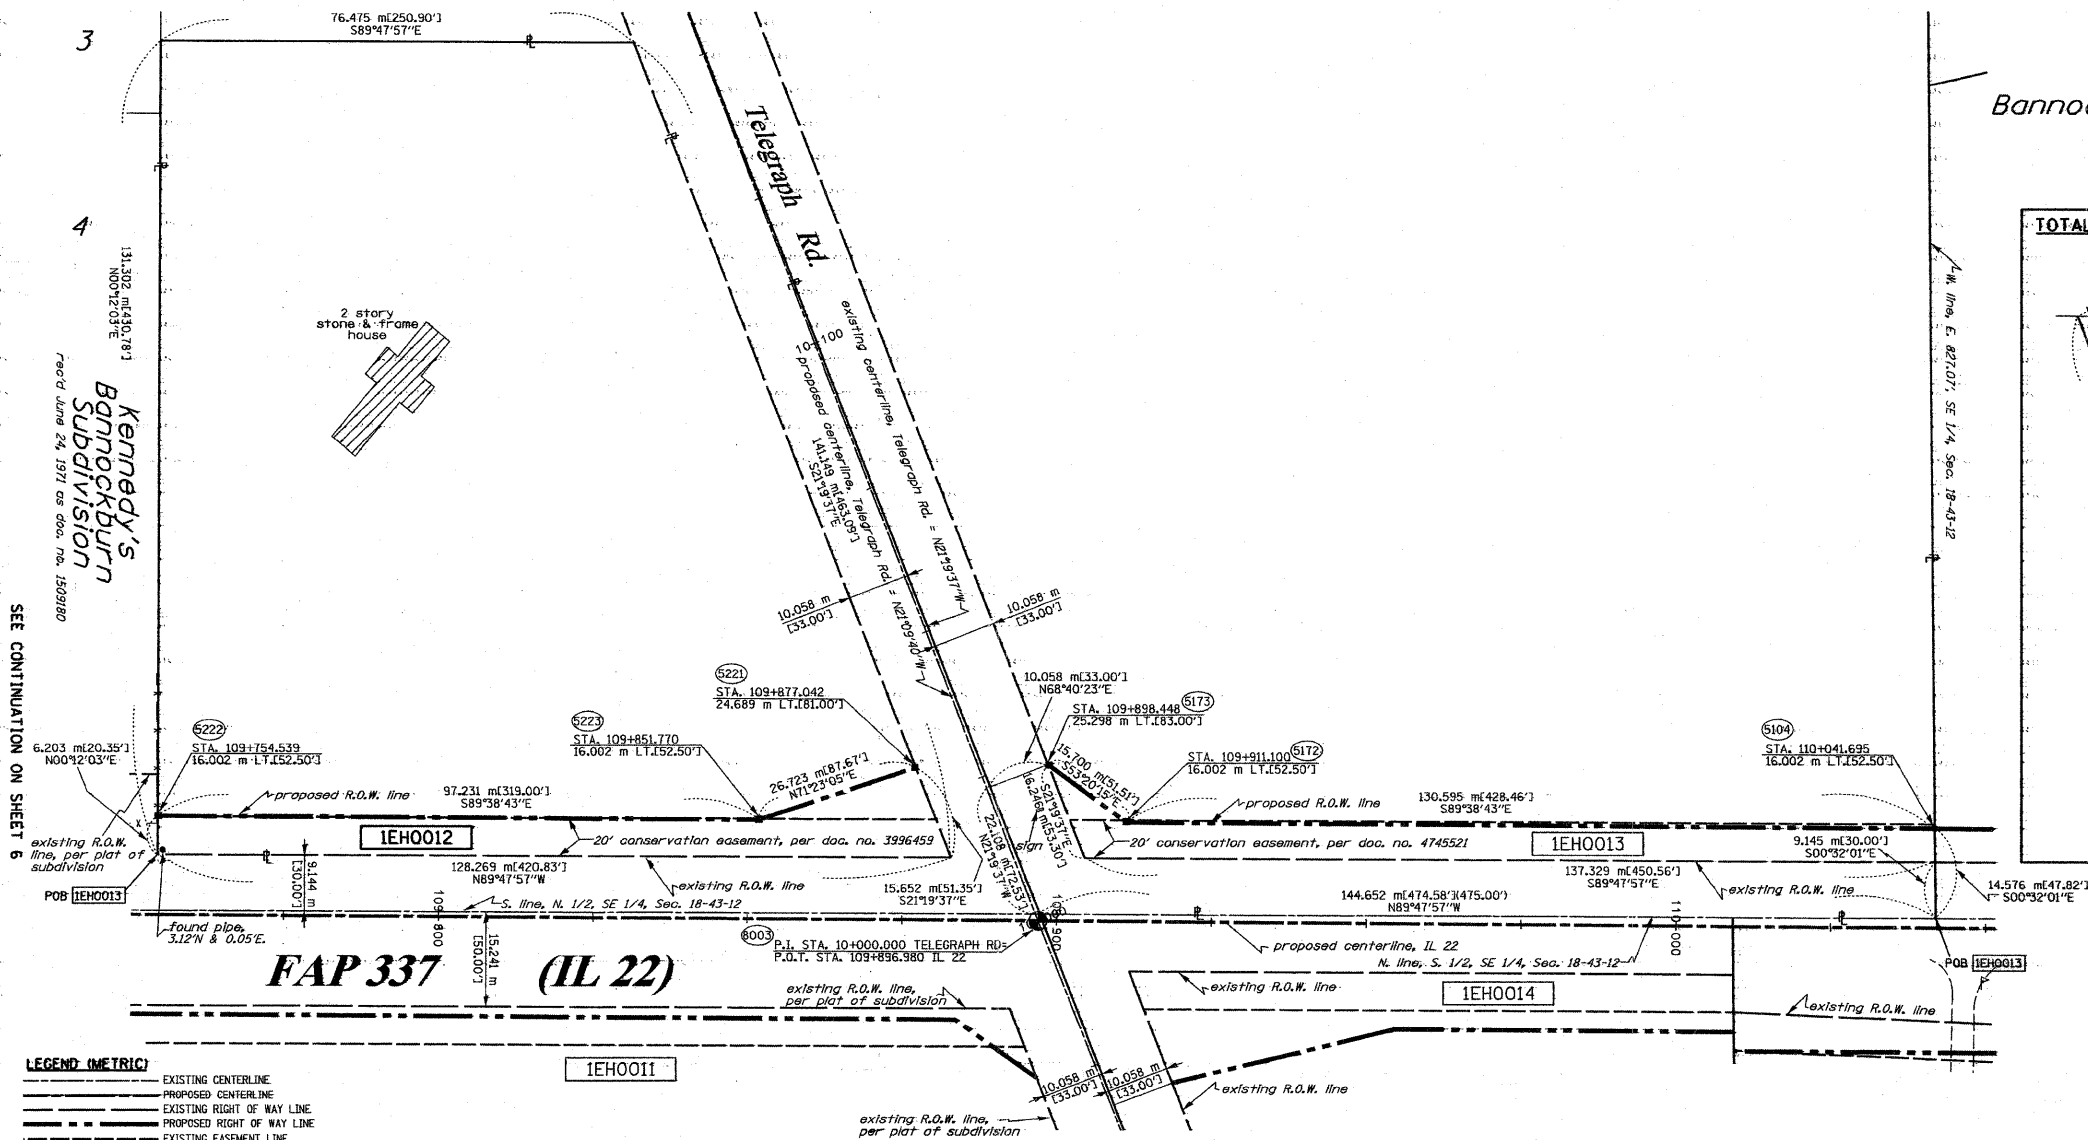 76.475 m[250.90']
S89°47'57"E
3
4
131.302 m[430.78']
N00°12'03"E
Kennedy's
Bannockburn
Subdivision
rec'd June 24, 1971 as doc. no. 1509180
SEE CONTINUATION ON SHEET 6
2 story
stone & frame
house
Telegraph Rd.
10+100
existing centerline, Telegraph Rd. = N21°19'37"W
proposed centerline, Telegraph Rd. = N21°09'40"W
141.149 m[463.09']
S21°19'37"E
10.058 m
[33.00']
10.058 m
[33.00']
W. line, E. 827.07', SE 1/4, Sec. 18-43-12
TOTAL
5222
STA. 109+754.539
16.002 m LT.[52.50']
5223
STA. 109+851.770
16.002 m LT.[52.50']
5221
STA. 109+877.042
24.689 m LT.[81.00']
10.058 m[33.00']
N68°40'23"E
5173
STA. 109+898.448
25.298 m LT.[83.00']
5172
STA. 109+911.100
16.002 m LT.[52.50']
5104
STA. 110+041.695
16.002 m LT.[52.50']
6.203 m[20.35']
N00°12'03"E
existing R.O.W.
line, per plat of
subdivision
POB 1EH0013
found pipe,
3.12'N & 0.05'E.
proposed R.O.W. line
97.231 m[319.00']
S89°38'43"E
26.723 m[87.67']
N71°23'05"E
1EH0012
20' conservation easement, per doc. no. 3996459
9.144 m
[30.00']
128.269 m[420.83']
N89°47'57"W
existing R.O.W. line
S. line, N. 1/2, SE 1/4, Sec. 18-43-12
109+800
15.241 m
[50.00']
15.652 m[51.35']
S21°19'37"E
22.108 m[72.53']
N21°19'37"W
16.246 m[53.30']
S21°19'37"E
sign
15.700 m[51.51']
S53°20'15"E
proposed R.O.W. line
130.595 m[428.46']
S89°38'43"E
20' conservation easement, per doc. no. 4745521
1EH0013
9.145 m[30.00']
S00°32'01"E
137.329 m[450.56']
S89°47'57"E
existing R.O.W. line
14.576 m[47.82']
S00°32'01"E
144.652 m[474.58'](475.00')
N89°47'57"W
8003
P.I. STA. 10+000.000 TELEGRAPH RD=
P.O.T. STA. 109+896.980 IL 22
proposed centerline, IL 22
N. line, S. 1/2, SE 1/4, Sec. 18-43-12
110+000
POB 1EH0013
FAP 337 (IL 22)
existing R.O.W. line,
per plat of subdivision
existing R.O.W. line
1EH0014
existing R.O.W. line
1EH0011
10.058 m
[33.00']
10.058 m
[33.00']
existing R.O.W. line
existing R.O.W. line,
per plat of subdivision
LEGEND (METRIC)
EXISTING CENTERLINE
PROPOSED CENTERLINE
EXISTING RIGHT OF WAY LINE
PROPOSED RIGHT OF WAY LINE
EXISTING EASEMENT LINE